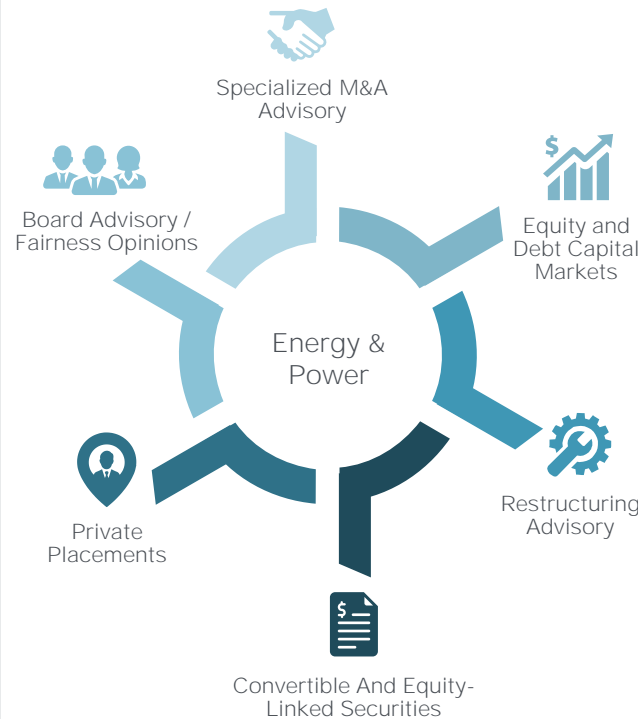 Specialized M&A
Advisory
Board Advisory /
Fairness Opinions
$
Equity and
Debt Capital
Markets
Energy &
Power
Private
Placements
Restructuring
Advisory
$
Convertible And Equity-
Linked Securities